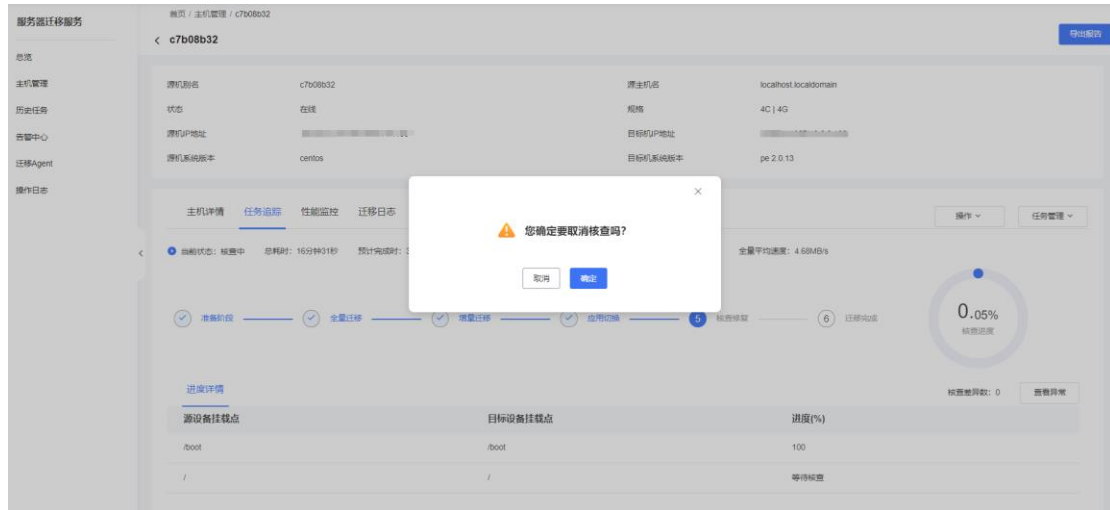 服务器迁移服务
首页 / 主机管理 / c7b08b32
< c7b08b32
导出报告
总览
主机管理
历史任务
告警中心
迁移Agent
操作日志
源机别名 c7b08b32 源主机名 localhost.localdomain
状态 在线 规格 4C | 4G
源机IP地址 目标机IP地址
源机系统版本 centos 目标机系统版本 pe 2.0.13
主机详情 任务追踪 性能监控 迁移日志 操作 任务管理
您确定要取消核查吗?
取消 确定
当前状态: 核查中 总耗时: 16分钟31秒 预计完成时: 全量平均速度: 4.68MB/s
准备阶段 全量迁移 增量迁移 应用切换 5 核查修复 6 迁移完成
0.05%
核查进度
进度详情 核查差异数: 0 查看异常
源设备挂载点 目标设备挂载点 进度(%)
/boot /boot 100
/ / 等待核查